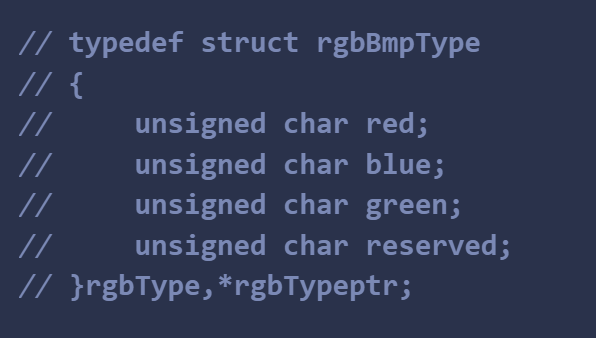 // typedef struct rgbBmpType
// {
//     unsigned char red;
//     unsigned char blue;
//     unsigned char green;
//     unsigned char reserved;
// }rgbType,*rgbTypeptr;